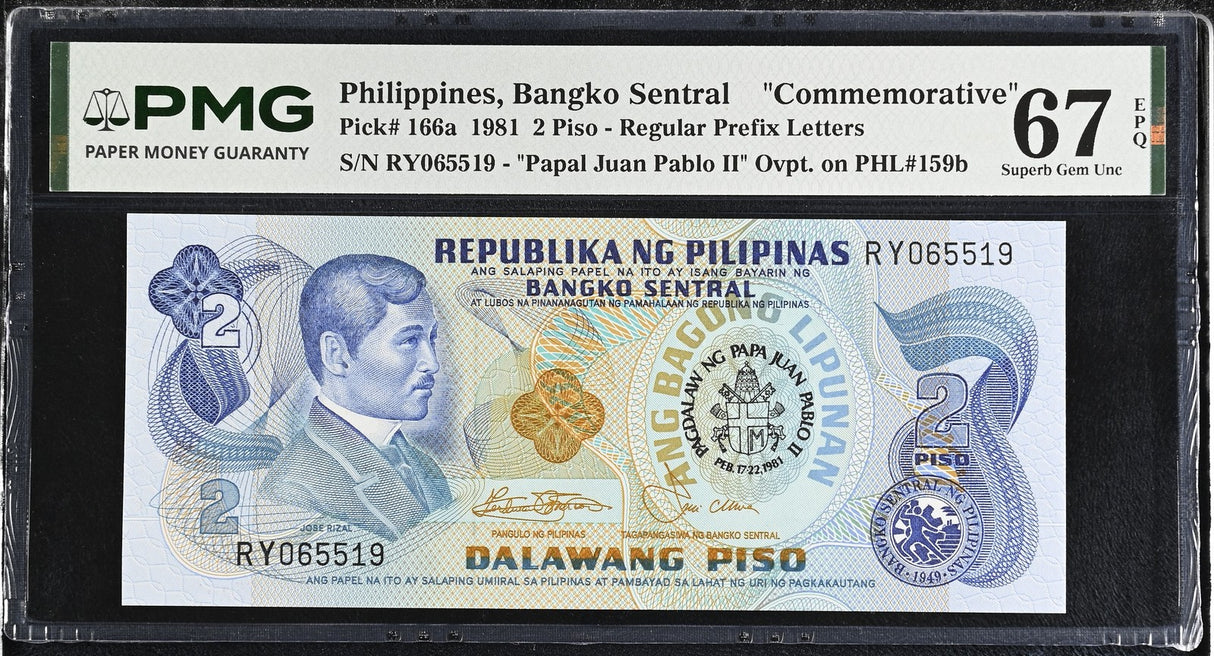 PMG
PAPER MONEY GUARANTY
Philippines, Bangko Sentral "Commemorative"
Pick# 166a 1981 2 Piso - Regular Prefix Letters
S/N RY065519 - "Papal Juan Pablo II" Ovpt. on PHL#159b
67
EPQ
Superb Gem Unc
REPUBLIKA NG PILIPINAS
RY065519
ANG SALAPING PAPEL NA ITO AY ISANG BAYARIN NG
BANGKO SENTRAL
AT LUBOS NA PINANANAGUTAN NG PAMAHALAAN NG REPUBLIKA NG PILIPINAS
2
ANG BAGONG LIPUNAN
PAGDALAW NG PAPA JUAN PABLO II
M
PEB. 17-22, 1981
2
PISO
2
JOSE RIZAL
RY065519
PANGULO NG PILIPINAS
TAGAPANGASIWA NG BANGKO SENTRAL
DALAWANG PISO
ANG PAPEL NA ITO AY SALAPING UMIIRAL SA PILIPINAS AT PAMBAYAD SA LAHAT NG URI NG PAGKAKAUTANG
BANGKO SENTRAL NG PILIPINAS
·1949·